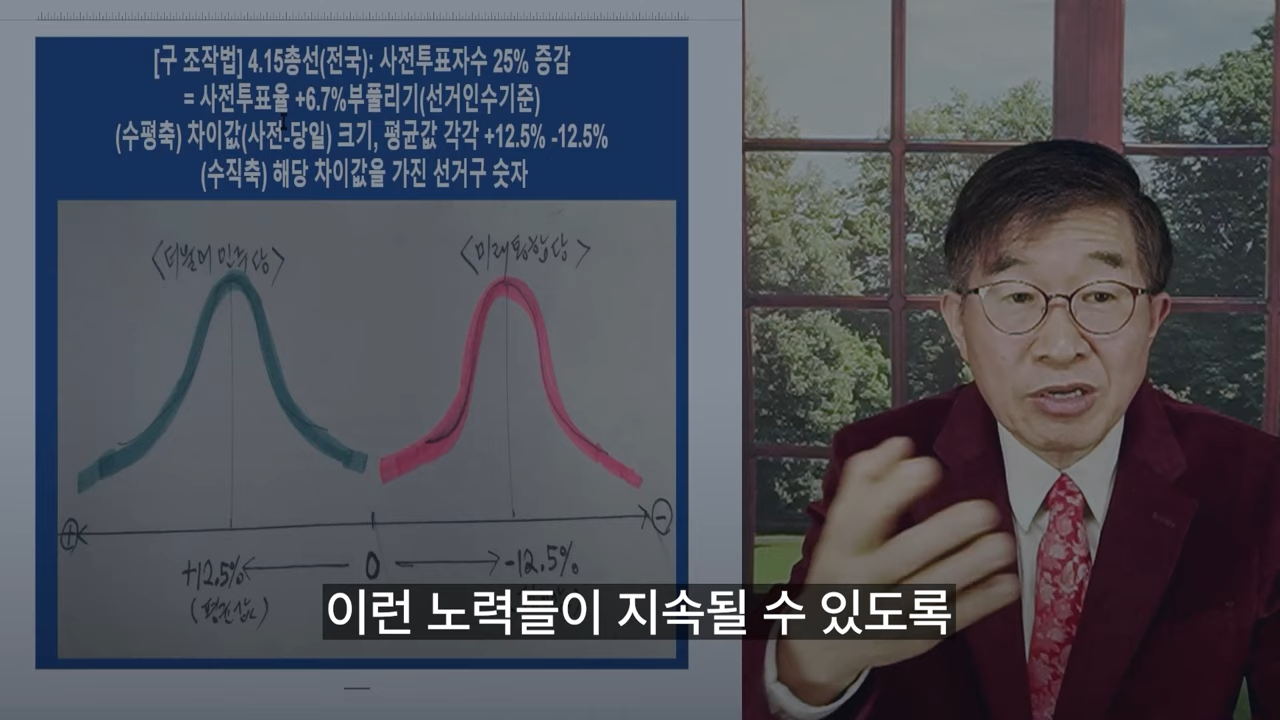 [구 조작법] 4.15총선(전국): 사전투표자수 25% 증감
= 사전투표율 +6.7%부풀리기(선거인수기준)
(수평축) 차이값(사전-당일) 크기, 평균값 각각 +12.5% -12.5%
(수직축) 해당 차이값을 가진 선거구 숫자
<더불어민주당> <미래통합당>
+ -
+12.5% 0 -12.5%
(평균값)
이런 노력들이 지속될 수 있도록